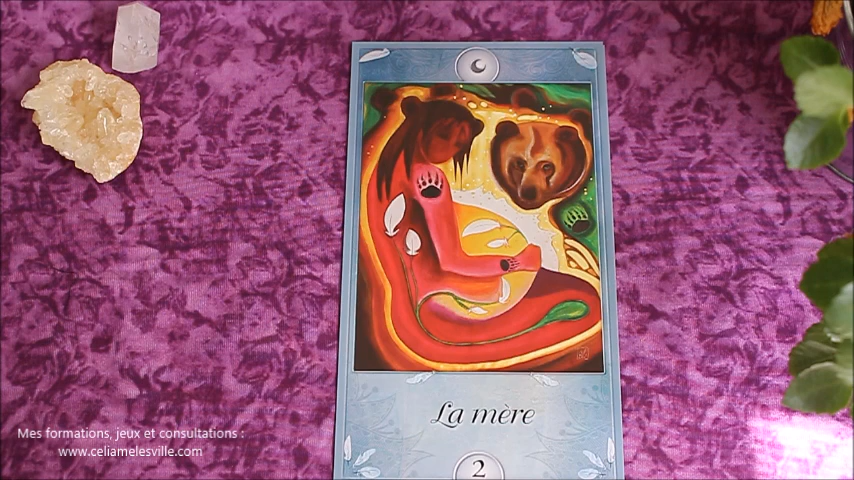 La mère
2
Mes formations, jeux et consultations :
www.celiamelesville.com